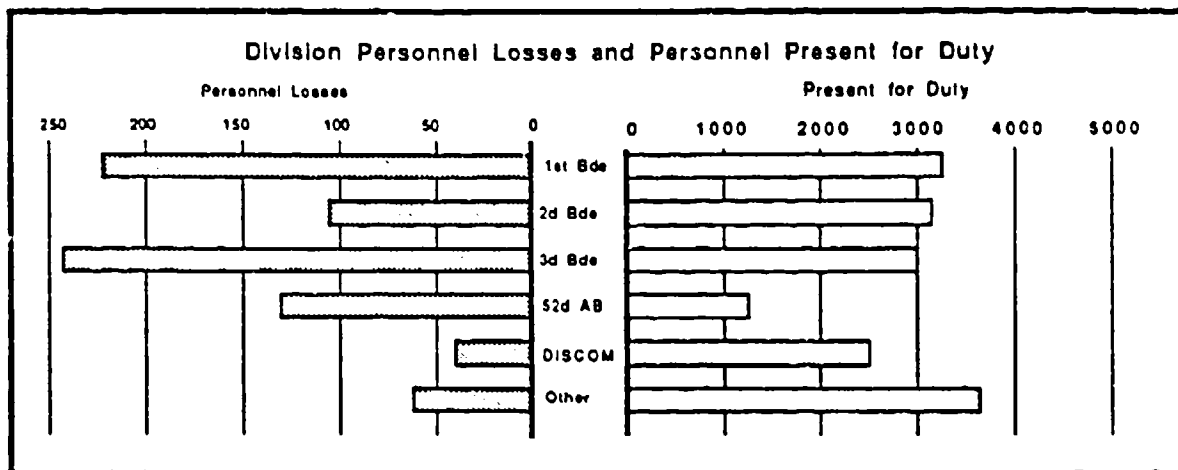 Division Personnel Losses and Personnel Present for Duty
Personnel Losses
Present for Duty
250 200 150 100 50 0
0 1000 2000 3000 4000 5000
1st Bde
2d Bde
3d Bde
52d AB
DISCOM
Other